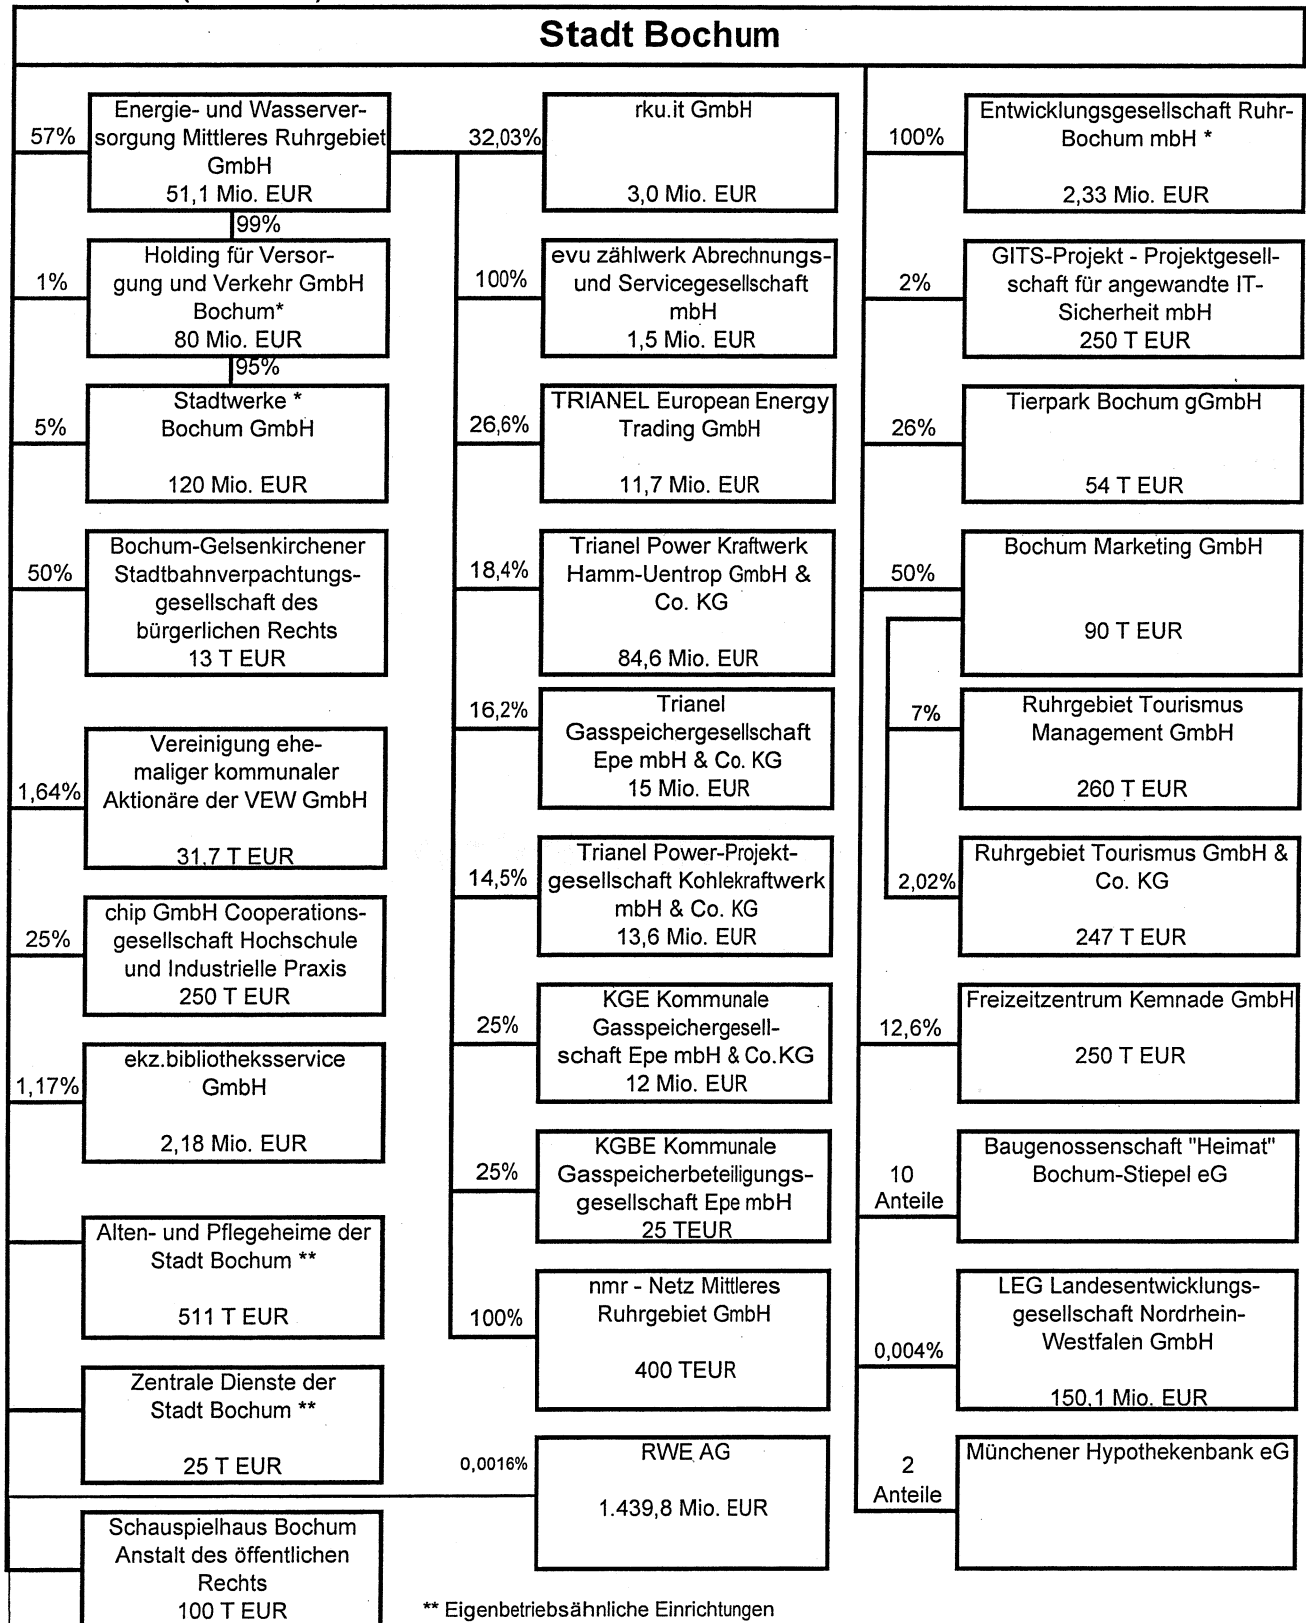 Stadt Bochum
57%
Energie- und Wasserver-
sorgung Mittleres Ruhrgebiet
GmbH
51,1 Mio. EUR
99%
1%
Holding für Versor-
gung und Verkehr GmbH
Bochum*
80 Mio. EUR
95%
5%
Stadtwerke *
Bochum GmbH
120 Mio. EUR
50%
Bochum-Gelsenkirchener
Stadtbahnverpachtungs-
gesellschaft des
bürgerlichen Rechts
13 T EUR
1,64%
Vereinigung ehe-
maliger kommunaler
Aktionäre der VEW GmbH
31,7 T EUR
25%
chip GmbH Cooperations-
gesellschaft Hochschule
und Industrielle Praxis
250 T EUR
1,17%
ekz.bibliotheksservice
GmbH
2,18 Mio. EUR
Alten- und Pflegeheime der
Stadt Bochum **
511 T EUR
Zentrale Dienste der
Stadt Bochum **
25 T EUR
Schauspielhaus Bochum
Anstalt des öffentlichen
Rechts
100 T EUR
32,03%
rku.it GmbH
3,0 Mio. EUR
100%
evu zählwerk Abrechnungs-
und Servicegesellschaft
mbH
1,5 Mio. EUR
26,6%
TRIANEL European Energy
Trading GmbH
11,7 Mio. EUR
18,4%
Trianel Power Kraftwerk
Hamm-Uentrop GmbH &
Co. KG
84,6 Mio. EUR
16,2%
Trianel
Gasspeichergesellschaft
Epe mbH & Co. KG
15 Mio. EUR
14,5%
Trianel Power-Projekt-
gesellschaft Kohlekraftwerk
mbH & Co. KG
13,6 Mio. EUR
25%
KGE Kommunale
Gasspeichergesell-
schaft Epe mbH & Co.KG
12 Mio. EUR
25%
KGBE Kommunale
Gasspeicherbeteiligungs-
gesellschaft Epe mbH
25 TEUR
100%
nmr - Netz Mittleres
Ruhrgebiet GmbH
400 TEUR
0,0016%
RWE AG
1.439,8 Mio. EUR
** Eigenbetriebsähnliche Einrichtungen
100%
Entwicklungsgesellschaft Ruhr-
Bochum mbH *
2,33 Mio. EUR
2%
GITS-Projekt - Projektgesell-
schaft für angewandte IT-
Sicherheit mbH
250 T EUR
26%
Tierpark Bochum gGmbH
54 T EUR
50%
Bochum Marketing GmbH
90 T EUR
7%
Ruhrgebiet Tourismus
Management GmbH
260 T EUR
2,02%
Ruhrgebiet Tourismus GmbH &
Co. KG
247 T EUR
12,6%
Freizeitzentrum Kemnade GmbH
250 T EUR
10
Anteile
Baugenossenschaft "Heimat"
Bochum-Stiepel eG
0,004%
LEG Landesentwicklungs-
gesellschaft Nordrhein-
Westfalen GmbH
150,1 Mio. EUR
2
Anteile
Münchener Hypothekenbank eG